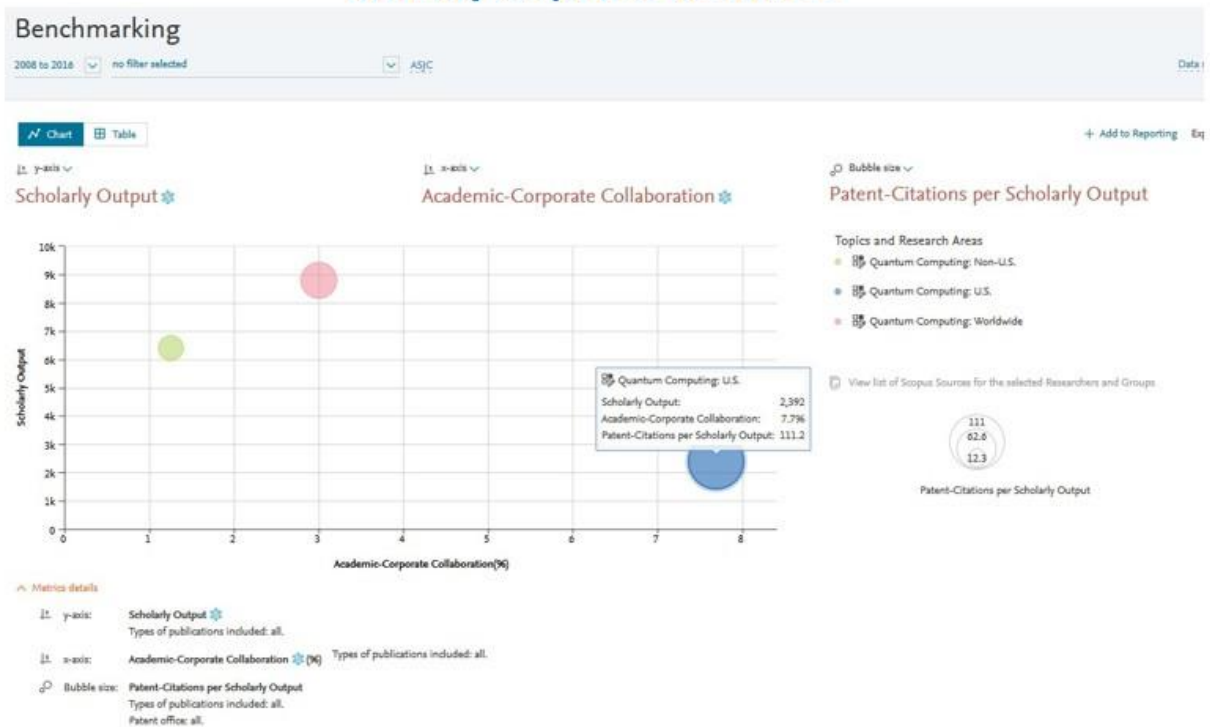 Benchmarking
2008 to 2016 no filter selected ASJC
Data
Chart Table
+ Add to Reporting
y-axis x-axis Bubble size
Scholarly Output Academic-Corporate Collaboration Patent-Citations per Scholarly Output
Topics and Research Areas
Quantum Computing: Non-U.S.
Quantum Computing: U.S.
Quantum Computing: Worldwide
View list of Scopus Sources for the selected Researchers and Groups
111
62.6
12.3
Patent-Citations per Scholarly Output
Scholarly Output
10k
9k
8k
7k
6k
5k
4k
3k
2k
1k
0
Quantum Computing: U.S.
Scholarly Output: 2,392
Academic-Corporate Collaboration: 7.7%
Patent-Citations per Scholarly Output: 111.2
0 1 2 3 4 5 6 7 8
Academic-Corporate Collaboration(%)
Metrics details
y-axis: Scholarly Output
Types of publications included: all.
x-axis: Academic-Corporate Collaboration (%) Types of publications included: all.
Bubble size: Patent-Citations per Scholarly Output
Types of publications included: all.
Patent office: all.